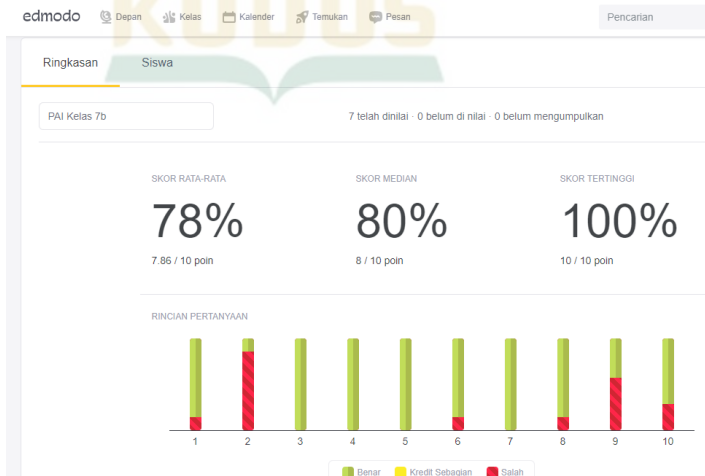 edmodo Depan Kelas Kalender Temukan Pesan Pencarian
KUDUS
Ringkasan Siswa
PAI Kelas 7b
7 telah dinilai · 0 belum di nilai · 0 belum mengumpulkan
SKOR RATA-RATA SKOR MEDIAN SKOR TERTINGGI
78% 80% 100%
7.86 / 10 poin 8 / 10 poin 10 / 10 poin
RINCIAN PERTANYAAN
1 2 3 4 5 6 7 8 9 10
Benar Kredit Sebagian Salah